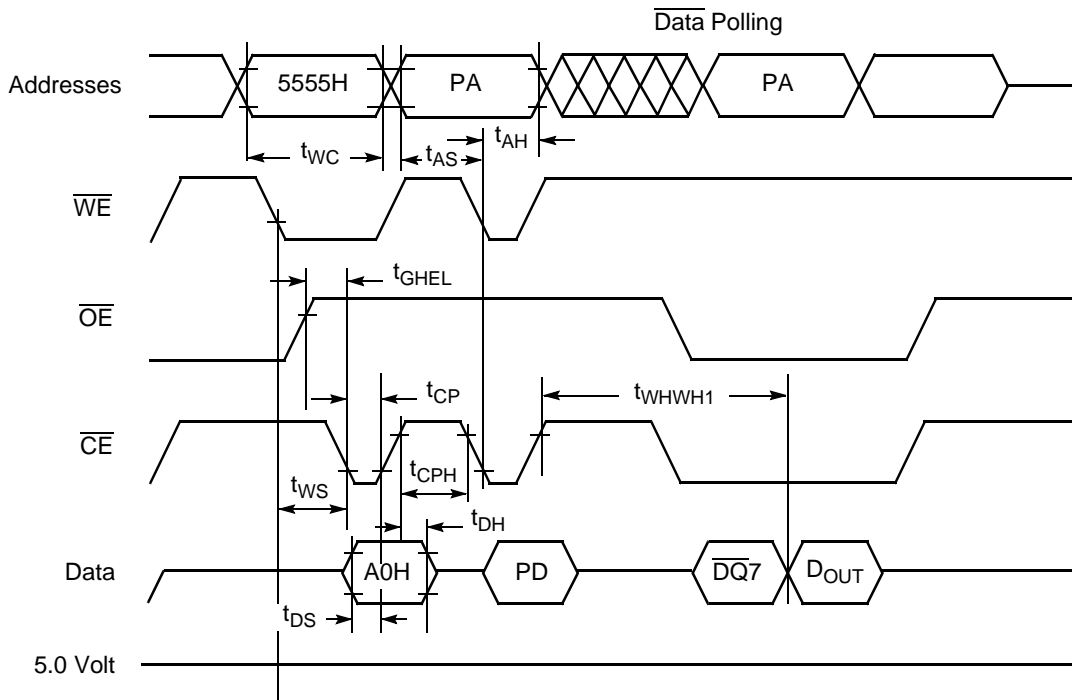 Data Polling
Addresses 5555H PA PA
tWC tAS tAH
WE
tGHEL
OE
tCP tWHWH1
CE
tWS tCPH
tDH
Data A0H PD DQ7 DOUT
tDS
5.0 Volt